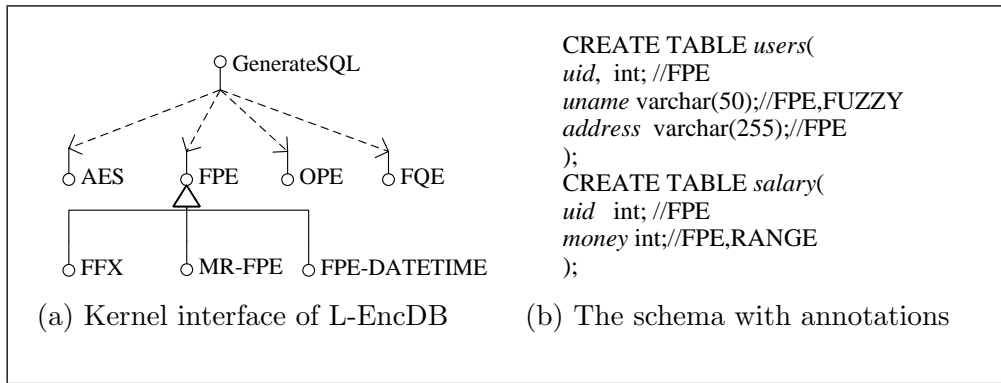 GenerateSQL
AES FPE OPE FQE
FFX MR-FPE FPE-DATETIME
(a) Kernel interface of L-EncDB
CREATE TABLE users(
uid, int; //FPE
uname varchar(50);//FPE,FUZZY
address varchar(255);//FPE
);
CREATE TABLE salary(
uid int; //FPE
money int;//FPE,RANGE
);
(b) The schema with annotations